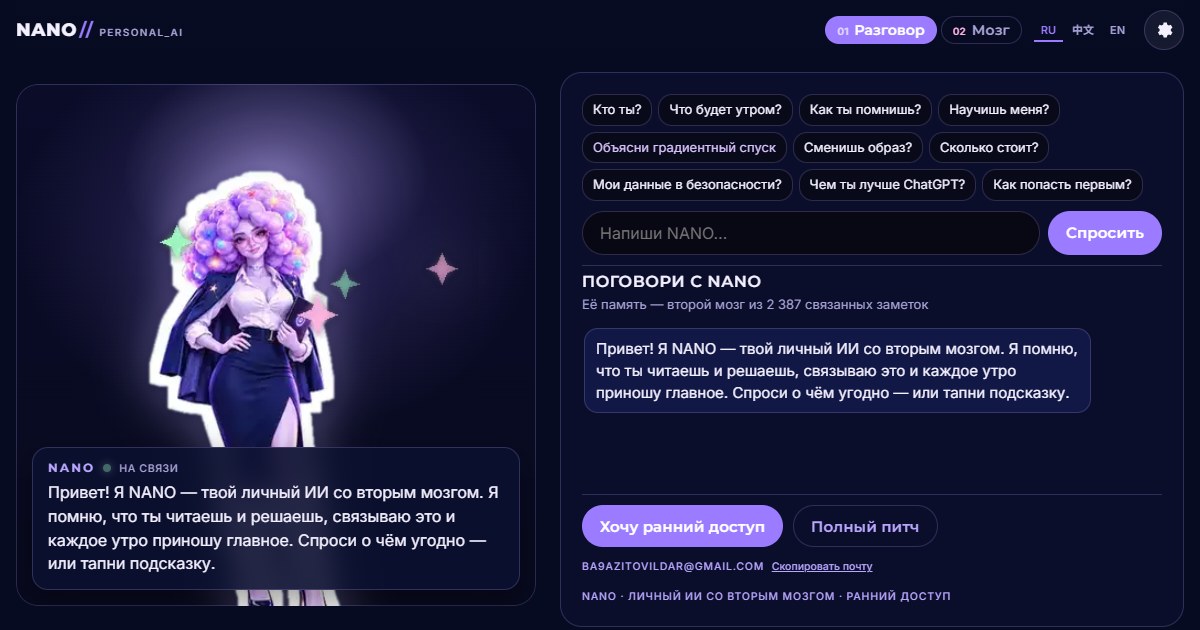 NANO// PERSONAL_AI
01 Разговор
02 Мозг
RU 中文 EN
NANO НА СВЯЗИ
Привет! Я NANO — твой личный ИИ со вторым мозгом. Я
помню, что ты читаешь и решаешь, связываю это и
каждое утро приношу главное. Спроси о чём угодно —
или тапни подсказку.
Кто ты? Что будет утром? Как ты помнишь? Научишь меня?
Объясни градиентный спуск Сменишь образ? Сколько стоит?
Мои данные в безопасности? Чем ты лучше ChatGPT? Как попасть первым?
Напиши NANO... Спросить
ПОГОВОРИ С NANO
Её память — второй мозг из 2 387 связанных заметок
Привет! Я NANO — твой личный ИИ со вторым мозгом. Я помню,
что ты читаешь и решаешь, связываю это и каждое утро
приношу главное. Спроси о чём угодно — или тапни подсказку.
Хочу ранний доступ Полный питч
BA9AZITOVILDAR@GMAIL.COM Скопировать почту
NANO · ЛИЧНЫЙ ИИ СО ВТОРЫМ МОЗГОМ · РАННИЙ ДОСТУП